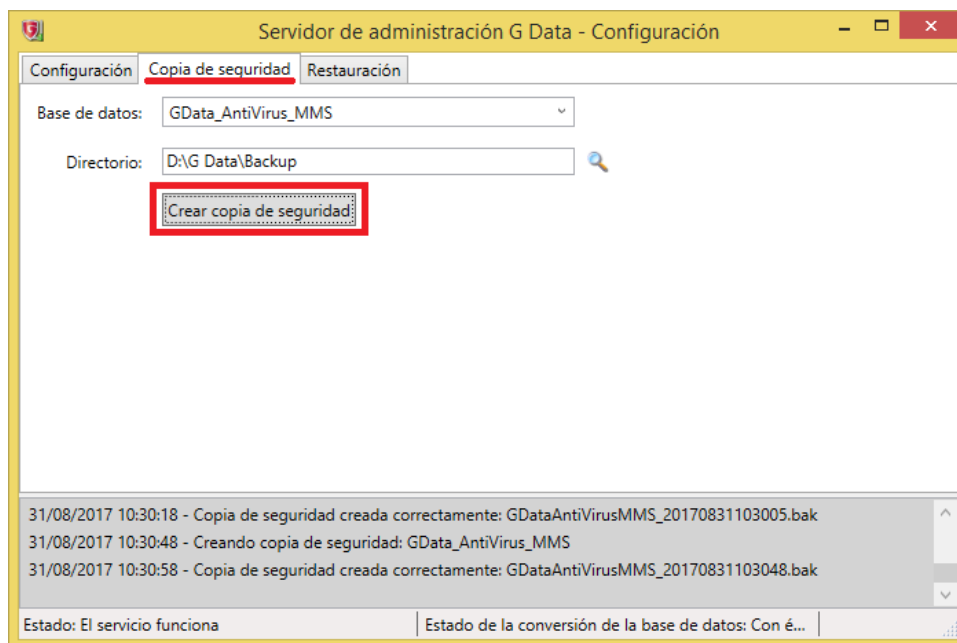 Servidor de administración G Data - Configuración
Configuración Copia de seguridad Restauración
Base de datos: GData_AntiVirus_MMS
Directorio: D:\G Data\Backup
Crear copia de seguridad
31/08/2017 10:30:18 - Copia de seguridad creada correctamente: GDataAntiVirusMMS_20170831103005.bak
31/08/2017 10:30:48 - Creando copia de seguridad: GData_AntiVirus_MMS
31/08/2017 10:30:58 - Copia de seguridad creada correctamente: GDataAntiVirusMMS_20170831103048.bak
Estado: El servicio funciona Estado de la conversión de la base de datos: Con é...